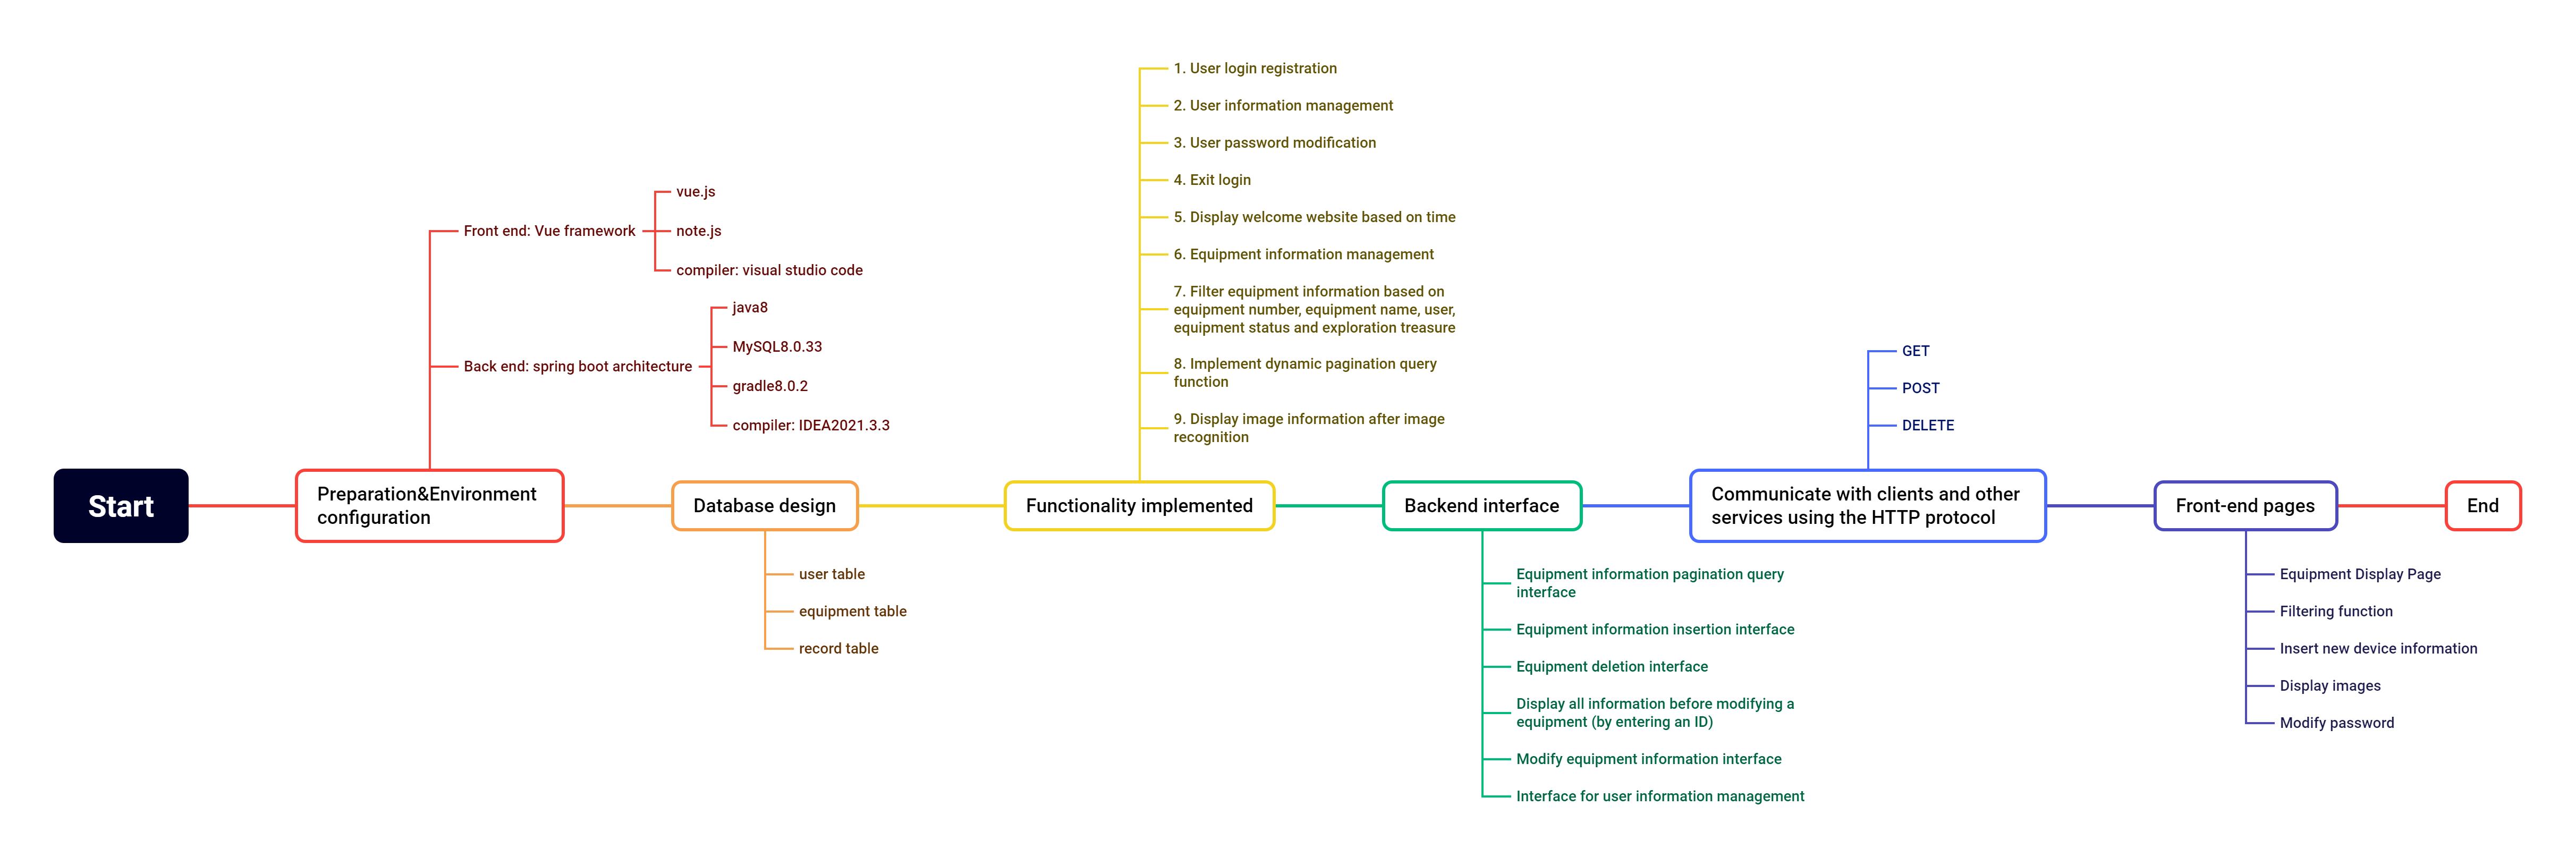 Start
Preparation&Environment
configuration
Front end: Vue framework
vue.js
note.js
compiler: visual studio code
Back end: spring boot architecture
java8
MySQL8.0.33
gradle8.0.2
compiler: IDEA2021.3.3
Database design
user table
equipment table
record table
Functionality implemented
1. User login registration
2. User information management
3. User password modification
4. Exit login
5. Display welcome website based on time
6. Equipment information management
7. Filter equipment information based on
equipment number, equipment name, user,
equipment status and exploration treasure
8. Implement dynamic pagination query
function
9. Display image information after image
recognition
Backend interface
Equipment information pagination query
interface
Equipment information insertion interface
Equipment deletion interface
Display all information before modifying a
equipment (by entering an ID)
Modify equipment information interface
Interface for user information management
Communicate with clients and other
services using the HTTP protocol
GET
POST
DELETE
Front-end pages
Equipment Display Page
Filtering function
Insert new device information
Display images
Modify password
End